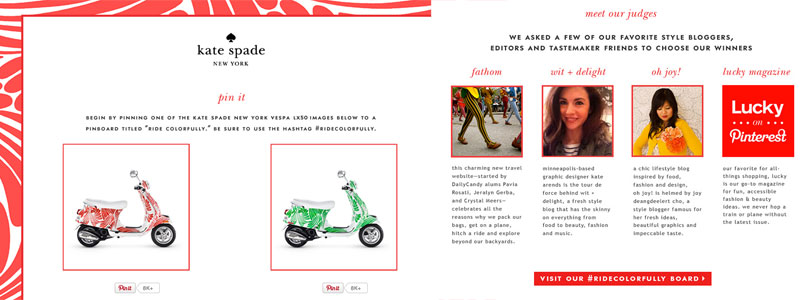 kate spade
NEW YORK
pin it
BEGIN BY PINNING ONE OF THE KATE SPADE NEW YORK VESPA LX50 IMAGES BELOW TO A
PINBOARD TITLED "RIDE COLORFULLY." BE SURE TO USE THE HASHTAG #RIDECOLORFULLY.
Pinit
8K+
Pinit
8K+
meet our judges
WE ASKED A FEW OF OUR FAVORITE STYLE BLOGGERS,
EDITORS AND TASTEMAKER FRIENDS TO CHOOSE OUR WINNERS
fathom
this charming new travel
website—started by
DailyCandy alums Pavia
Rosati, Jeralyn Gerba,
and Crystal Meers—
celebrates all the
reasons why we pack our
bags, get on a plane,
hitch a ride and explore
beyond our backyards.
wit + delight
minneapolis-based
graphic designer kate
arends is the tour de
force behind wit +
delight, a fresh style
blog that has the skinny
on everything from
food to beauty, fashion
and music.
oh joy!
a chic lifestyle blog
inspired by food,
fashion and design,
oh joy! is helmed by joy
deangdeelert cho, a
style blogger famous for
her fresh ideas,
beautiful graphics and
impeccable taste.
lucky magazine
Lucky
on
Pinterest
our favorite for all-
things shopping, lucky
is our go-to magazine
for fun, accessible
fashion & beauty
ideas. we never hop a
train or plane without
the latest issue.
VISIT OUR #RIDECOLORFULLY BOARD